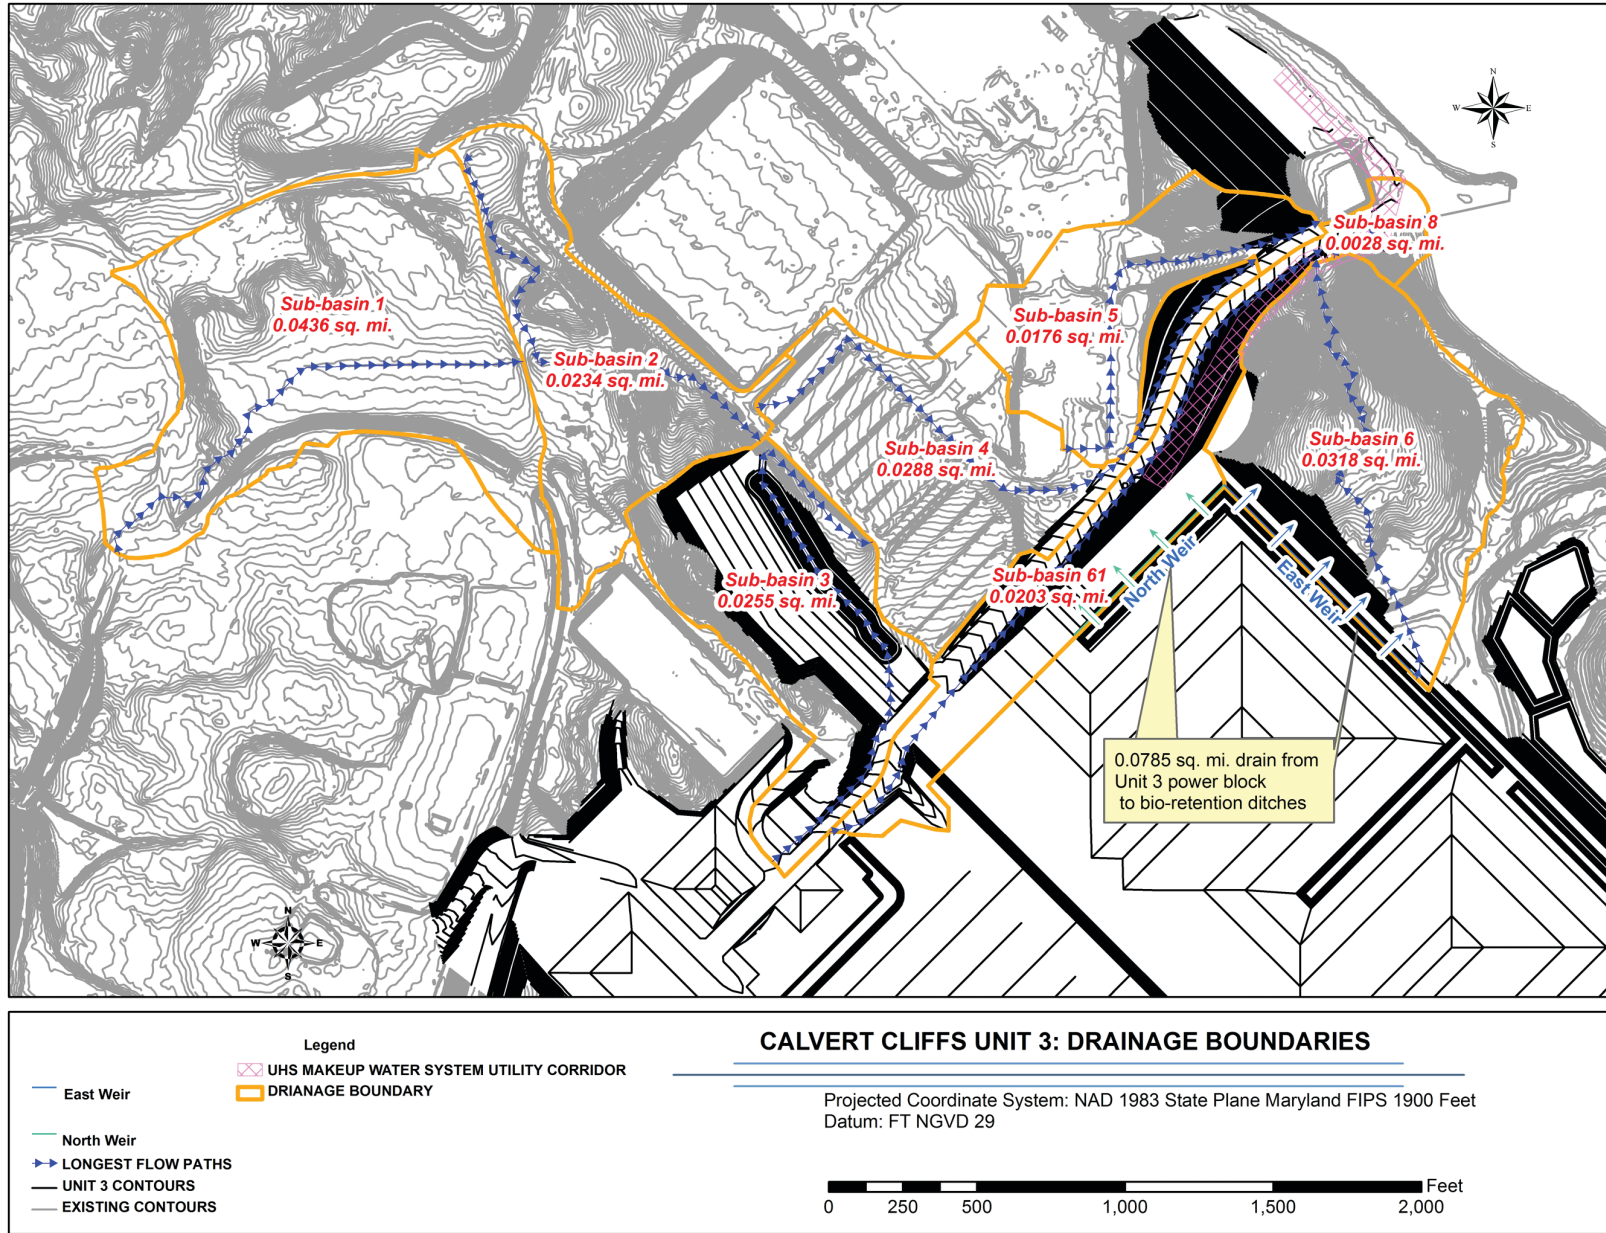 N
W E
S
Sub-basin 8
0.0028 sq. mi.
Sub-basin 1
0.0436 sq. mi.
Sub-basin 5
0.0176 sq. mi.
Sub-basin 2
0.0234 sq. mi.
Sub-basin 4
0.0288 sq. mi.
Sub-basin 6
0.0318 sq. mi.
Sub-basin 3
0.0255 sq. mi.
Sub-basin 61
0.0203 sq. mi.
North Weir
East Weir
0.0785 sq. mi. drain from
Unit 3 power block
to bio-retention ditches
N
W E
S
Legend
UHS MAKEUP WATER SYSTEM UTILITY CORRIDOR
DRIANAGE BOUNDARY
East Weir
North Weir
LONGEST FLOW PATHS
UNIT 3 CONTOURS
EXISTING CONTOURS
CALVERT CLIFFS UNIT 3: DRAINAGE BOUNDARIES
Projected Coordinate System: NAD 1983 State Plane Maryland FIPS 1900 Feet
Datum: FT NGVD 29
Feet
0 250 500 1,000 1,500 2,000